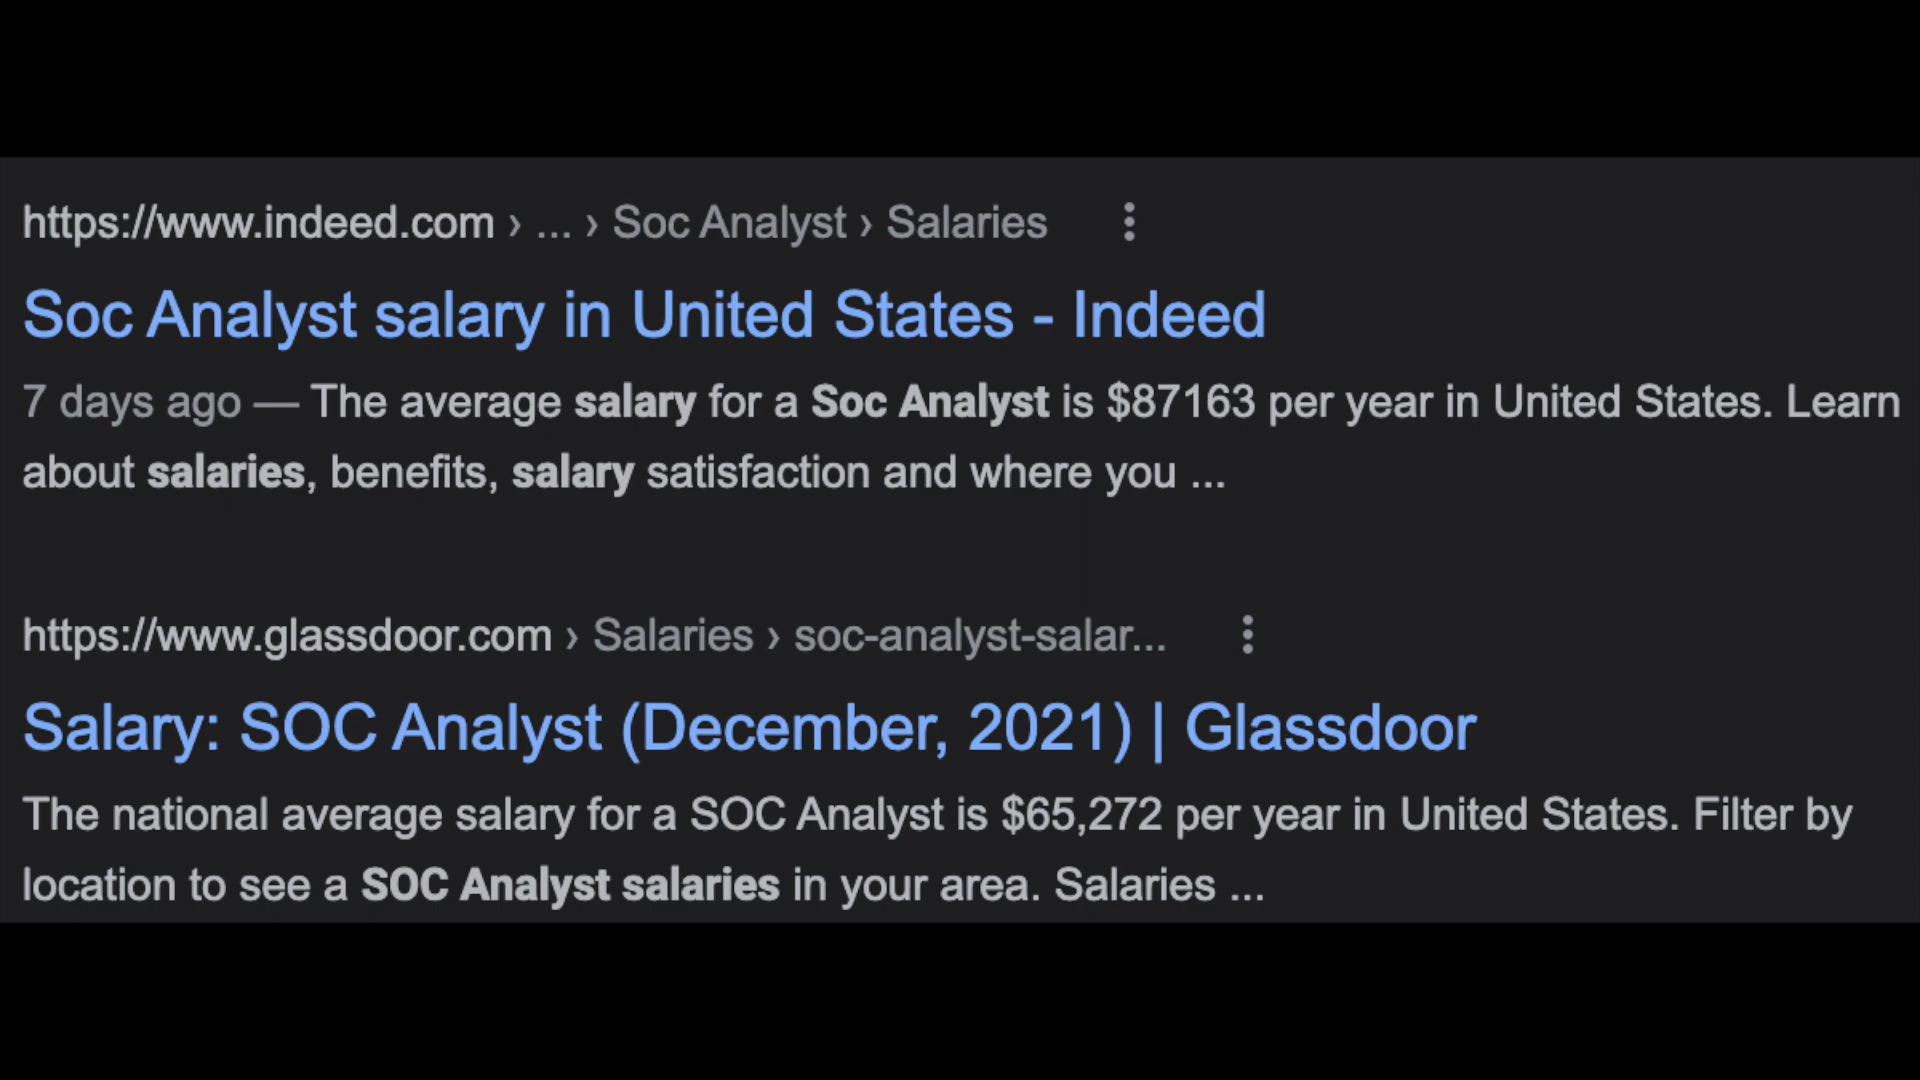 https://www.indeed.com › ... › Soc Analyst › Salaries
Soc Analyst salary in United States - Indeed
7 days ago — The average salary for a Soc Analyst is $87163 per year in United States. Learn
about salaries, benefits, salary satisfaction and where you ...
https://www.glassdoor.com › Salaries › soc-analyst-salar...
Salary: SOC Analyst (December, 2021) | Glassdoor
The national average salary for a SOC Analyst is $65,272 per year in United States. Filter by
location to see a SOC Analyst salaries in your area. Salaries ...